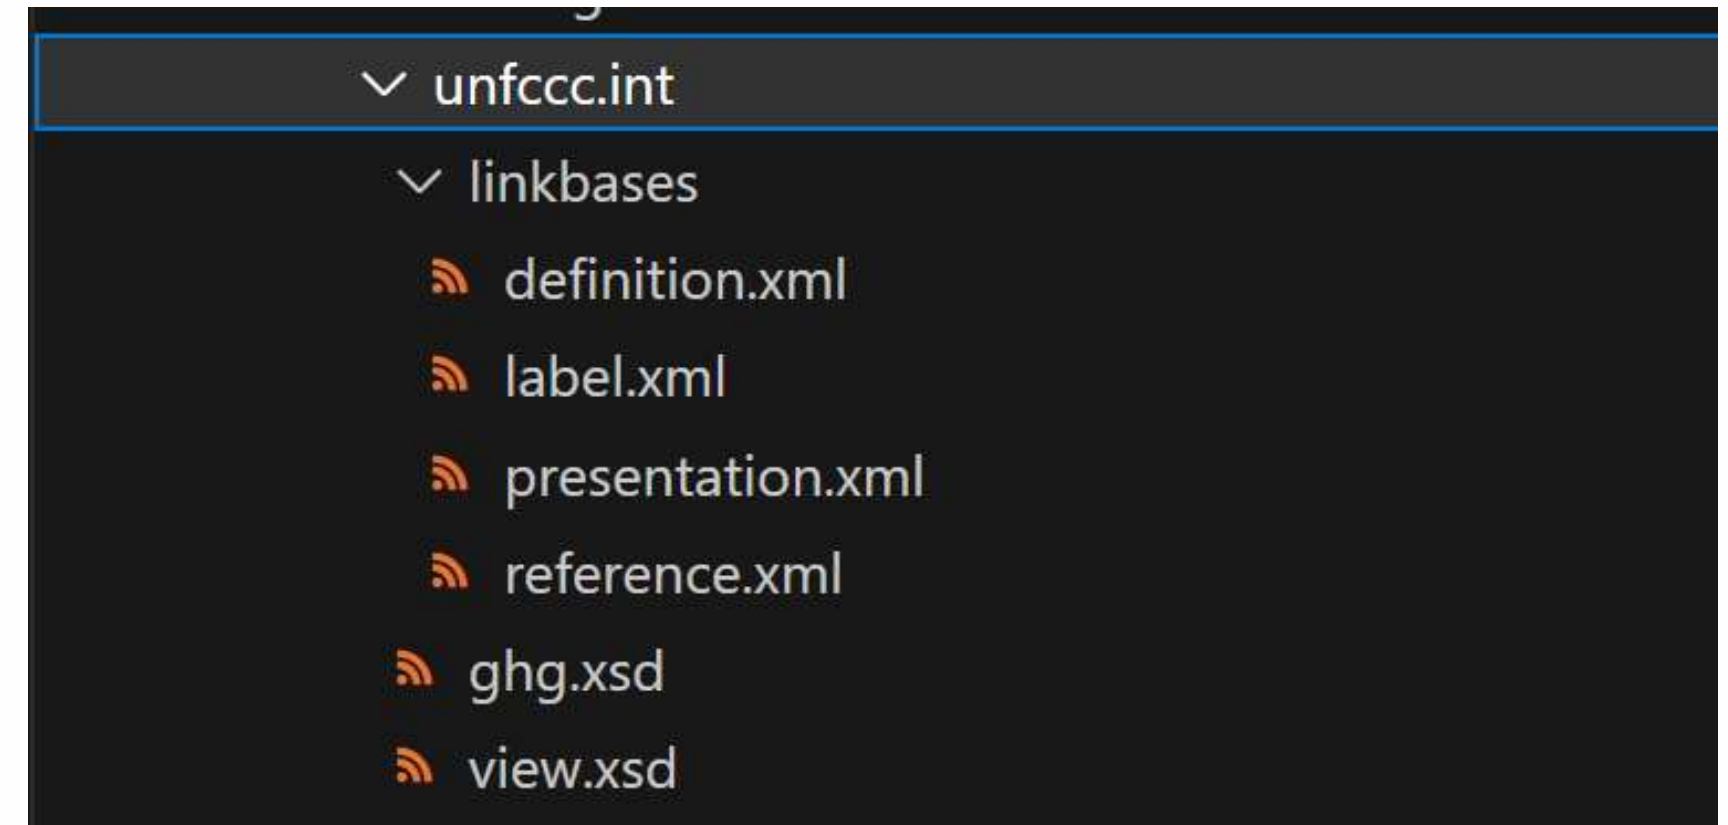 unfccc.int
linkbases
definition.xml
label.xml
presentation.xml
reference.xml
ghg.xsd
view.xsd